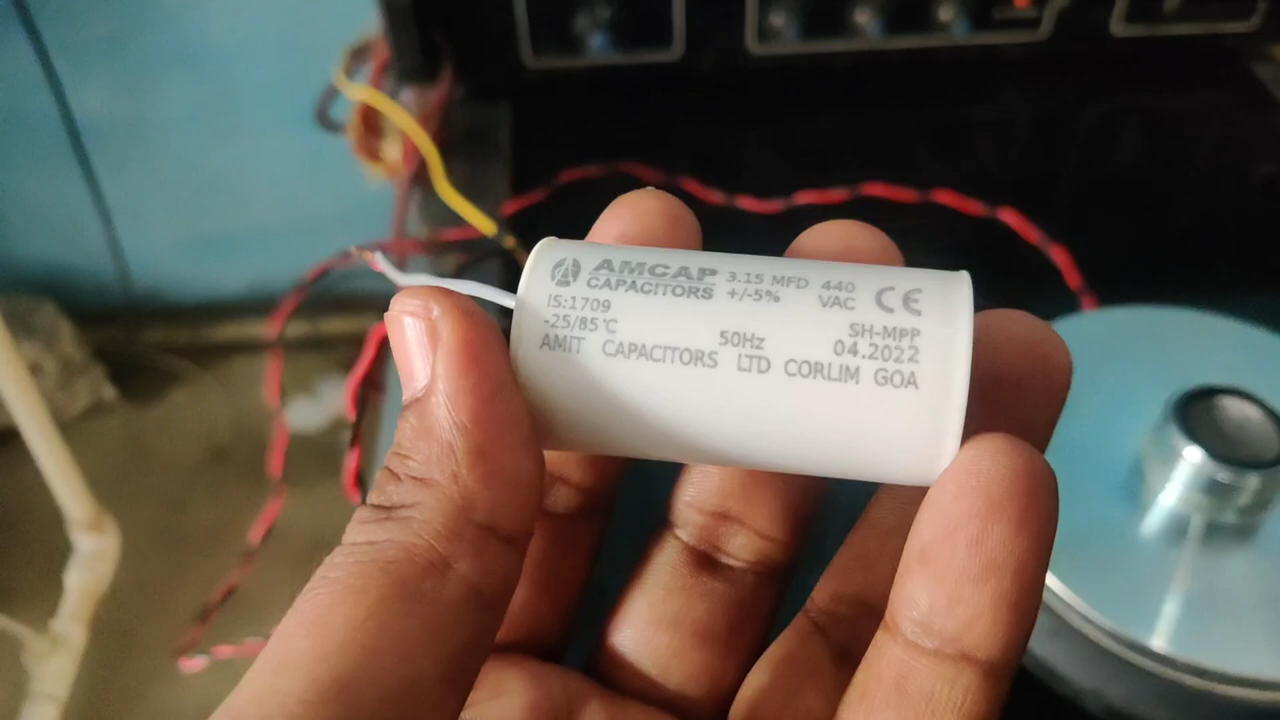 AMCAP 3.15 MFD 440 CE
CAPACITORS +/-5% VAC
IS:1709 SH-MPP
-25/85°C 50Hz 04.2022
AMIT CAPACITORS LTD CORLIM GOA